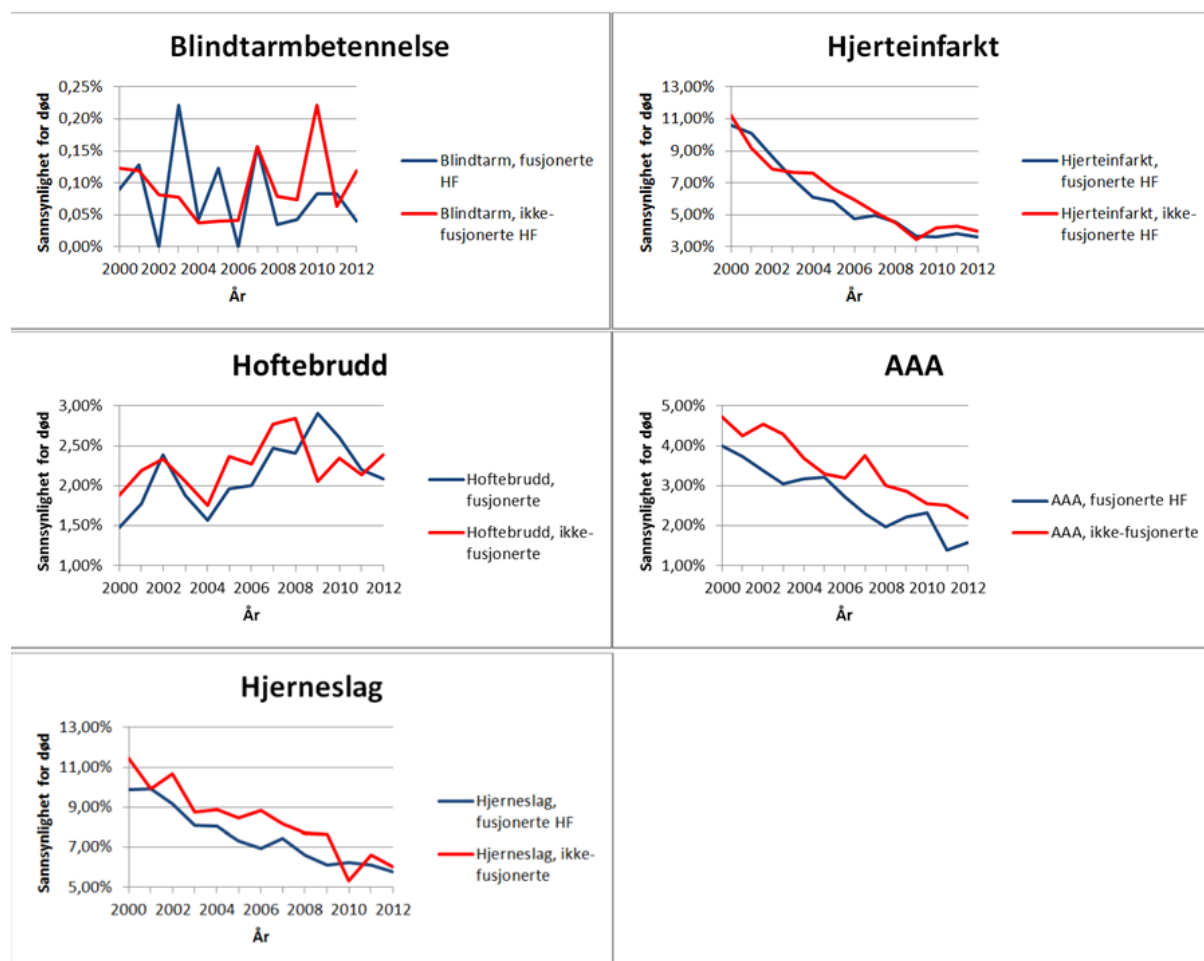 Blindtarmbetennelse
Sannsynlighet for død
0,25%
0,20%
0,15%
0,10%
0,05%
0,00%
2000 2002 2004 2006 2008 2010 2012
År
Blindtarm, fusjonerte
HF
Blindtarm, ikke-
fusjonerte HF
Hjerteinfarkt
Sannsynlighet for død
13,00%
11,00%
9,00%
7,00%
5,00%
3,00%
2000 2002 2004 2006 2008 2010 2012
År
Hjerteinfarkt,
fusjonerte HF
Hjerteinfarkt, ikke-
fusjonerte HF
Hoftebrudd
Sannsynlighet for død
3,00%
2,50%
2,00%
1,50%
1,00%
2000 2002 2004 2006 2008 2010 2012
År
Hoftebrudd,
fusjonerte
Hoftebrudd, ikke-
fusjonerte
AAA
Sannsynlighet for død
5,00%
4,00%
3,00%
2,00%
1,00%
2000 2002 2004 2006 2008 2010 2012
År
AAA, fusjonerte HF
AAA, ikke-fusjonerte
Hjerneslag
Sannsynlighet for død
13,00%
11,00%
9,00%
7,00%
5,00%
2000 2002 2004 2006 2008 2010 2012
År
Hjerneslag,
fusjonerte HF
Hjerneslag, ikke-
fusjonerte